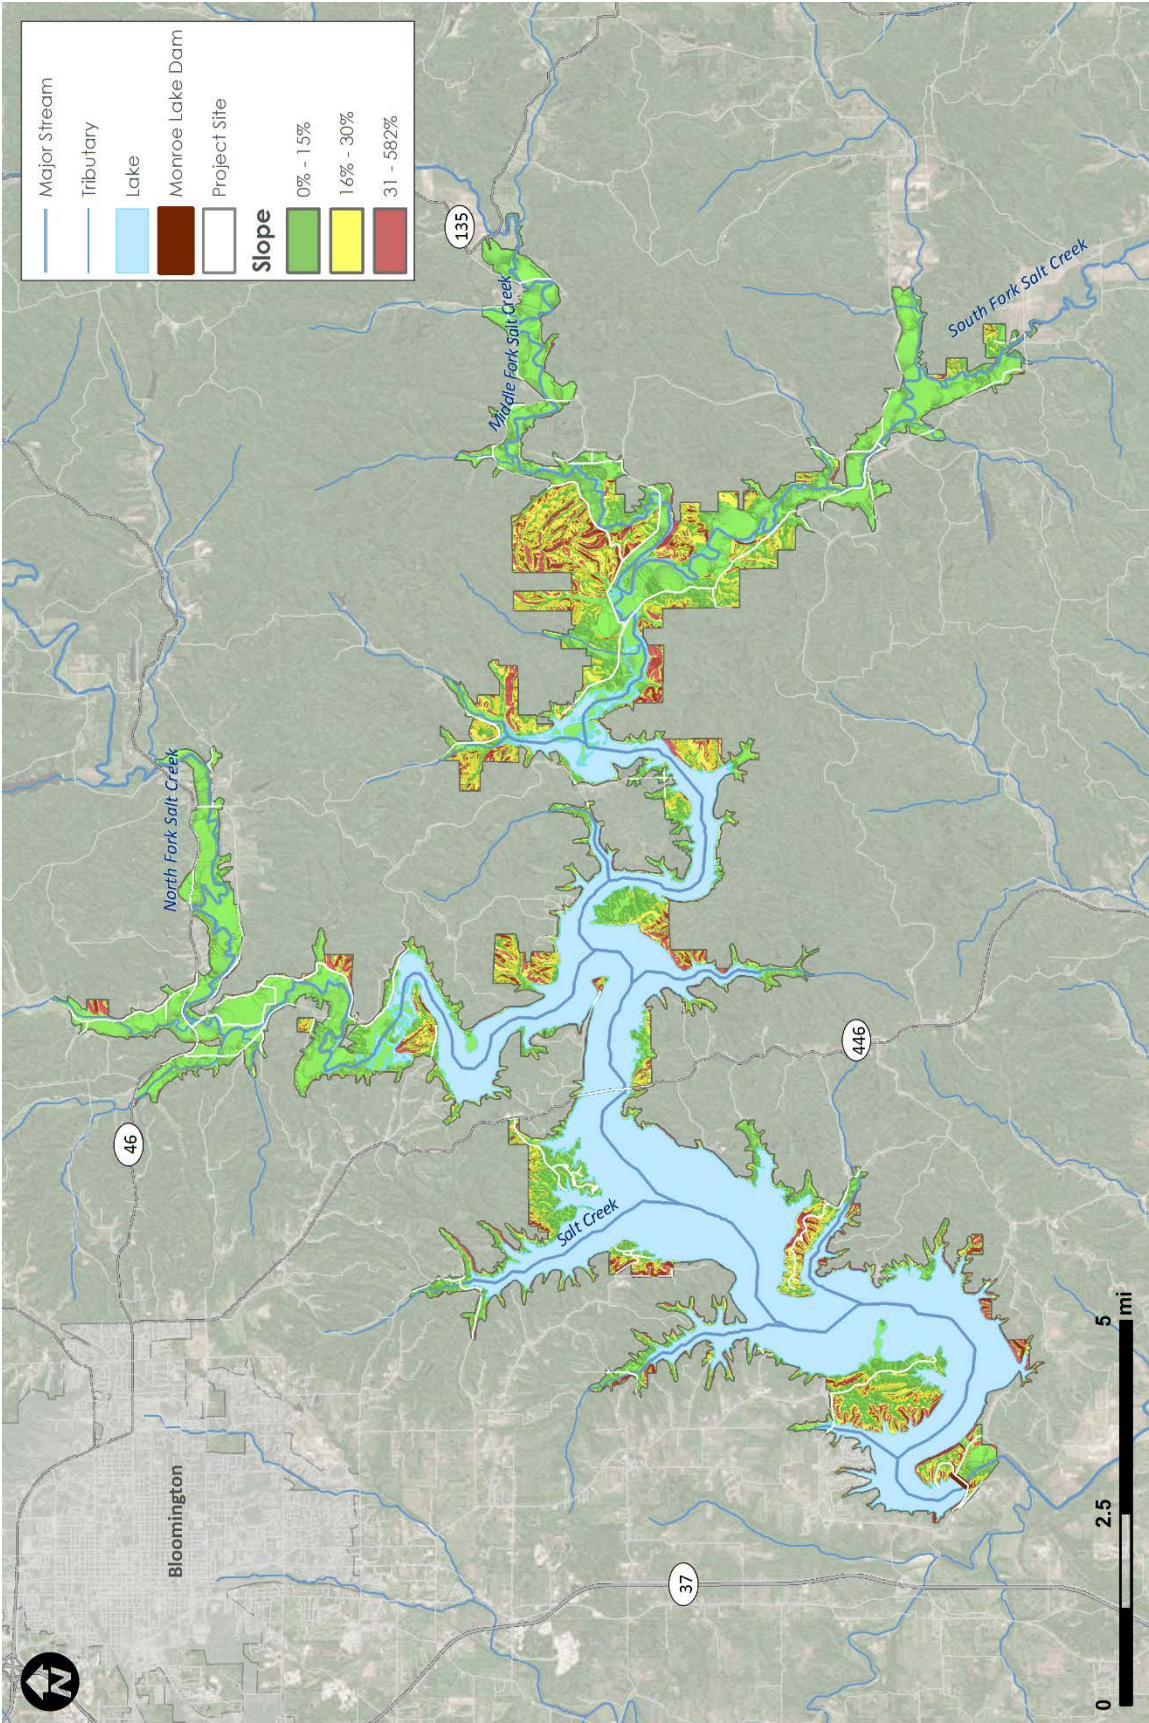 Major Stream
Tributary
Lake
Monroe Lake Dam
Project Site
Slope
0% - 15%
16% - 30%
31 - 582%
135
Middle Fork Salt Creek
South Fork Salt Creek
North Fork Salt Creek
46
446
Salt Creek
Bloomington
37
N
0
2.5
5
mi